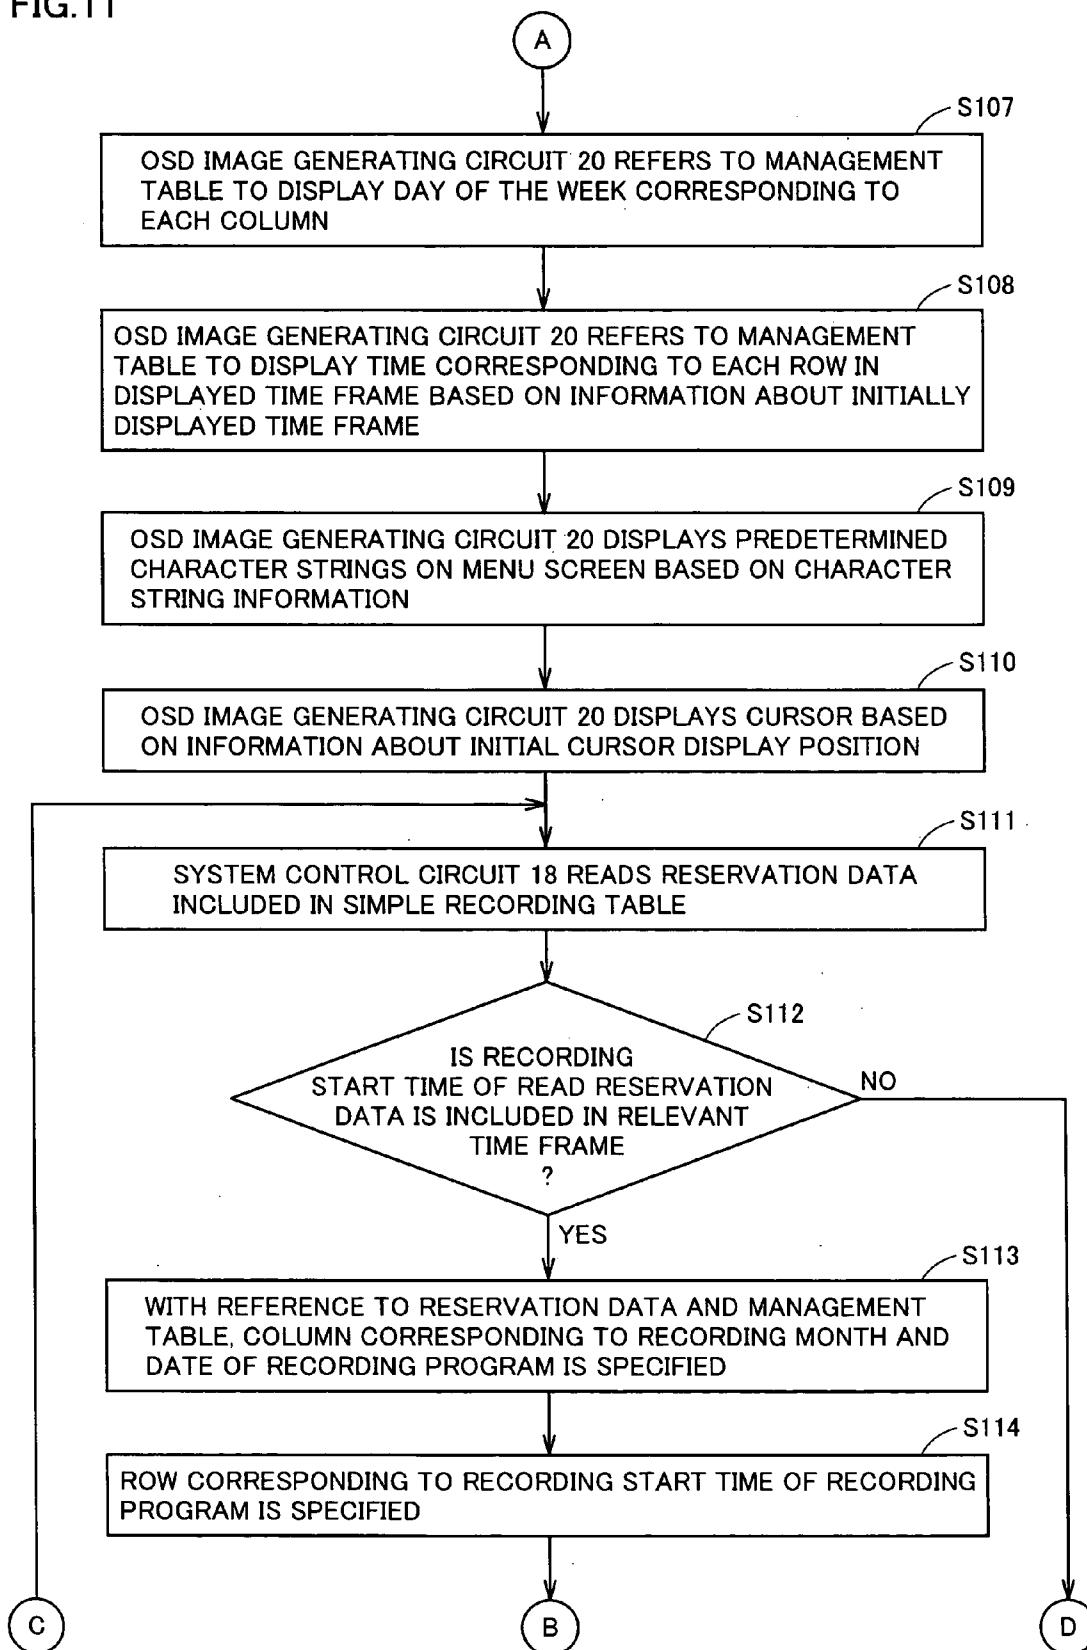 FIG.11
A
S107
OSD IMAGE GENERATING CIRCUIT 20 REFERS TO MANAGEMENT
TABLE TO DISPLAY DAY OF THE WEEK CORRESPONDING TO
EACH COLUMN
S108
OSD IMAGE GENERATING CIRCUIT 20 REFERS TO MANAGEMENT
TABLE TO DISPLAY TIME CORRESPONDING TO EACH ROW IN
DISPLAYED TIME FRAME BASED ON INFORMATION ABOUT INITIALLY
DISPLAYED TIME FRAME
S109
OSD IMAGE GENERATING CIRCUIT 20 DISPLAYS PREDETERMINED
CHARACTER STRINGS ON MENU SCREEN BASED ON CHARACTER
STRING INFORMATION
S110
OSD IMAGE GENERATING CIRCUIT 20 DISPLAYS CURSOR BASED
ON INFORMATION ABOUT INITIAL CURSOR DISPLAY POSITION
S111
SYSTEM CONTROL CIRCUIT 18 READS RESERVATION DATA
INCLUDED IN SIMPLE RECORDING TABLE
S112
IS RECORDING
START TIME OF READ RESERVATION
DATA IS INCLUDED IN RELEVANT
TIME FRAME
?
NO
YES
S113
WITH REFERENCE TO RESERVATION DATA AND MANAGEMENT
TABLE, COLUMN CORRESPONDING TO RECORDING MONTH AND
DATE OF RECORDING PROGRAM IS SPECIFIED
S114
ROW CORRESPONDING TO RECORDING START TIME OF RECORDING
PROGRAM IS SPECIFIED
C
B
D